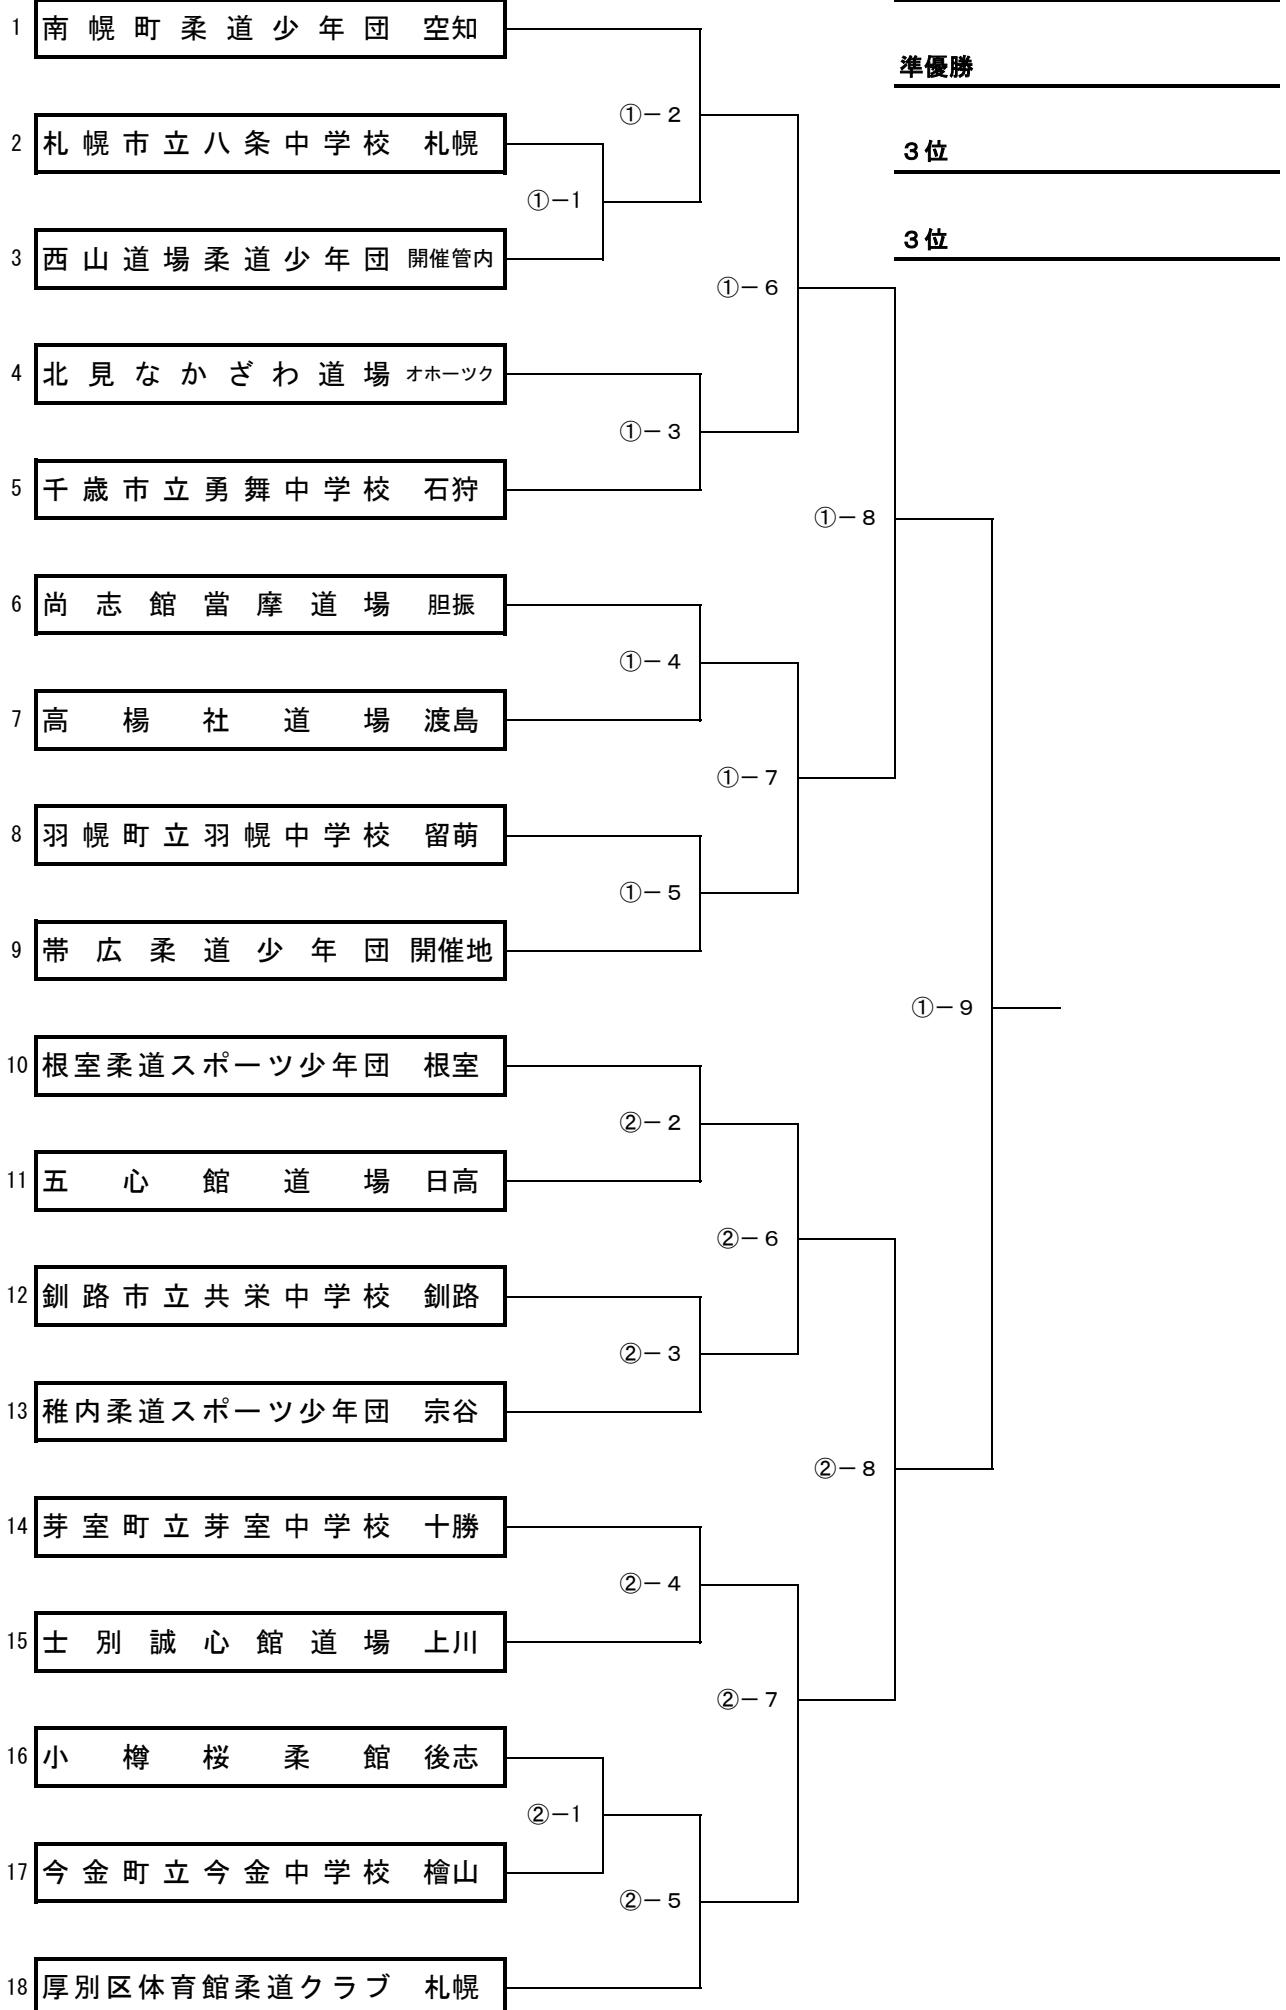 1 南幌町柔道少年団 空知
準優勝
①－2
2 札幌市立八条中学校 札幌
３位
①－1
３位
3 西山道場柔道少年団 開催管内
①－6
4 北見なかざわ道場 オホーツク
①－3
5 千歳市立勇舞中学校 石狩
①－8
6 尚志館當摩道場 胆振
①－4
7 高楊社道場 渡島
①－7
8 羽幌町立羽幌中学校 留萌
①－5
9 帯広柔道少年団 開催地
①－9
10 根室柔道スポーツ少年団 根室
②－2
11 五心館道場 日高
②－6
12 釧路市立共栄中学校 釧路
②－3
13 稚内柔道スポーツ少年団 宗谷
②－8
14 芽室町立芽室中学校 十勝
②－4
15 士別誠心館道場 上川
②－7
16 小樽桜柔館 後志
②－1
17 今金町立今金中学校 檜山
②－5
18 厚別区体育館柔道クラブ 札幌